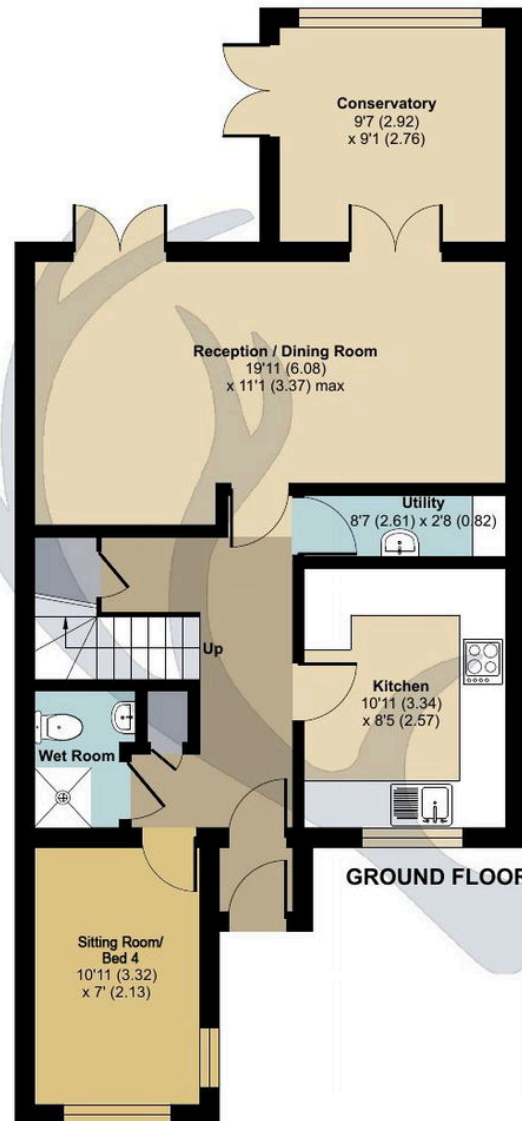 Conservatory
9'7 (2.92)
x 9'1 (2.76)
Reception / Dining Room
19'11 (6.08)
x 11'1 (3.37) max
Utility
8'7 (2.61) x 2'8 (0.82)
Up
Kitchen
10'11 (3.34)
x 8'5 (2.57)
Wet Room
GROUND FLOOR
Sitting Room/
Bed 4
10'11 (3.32)
x 7' (2.13)